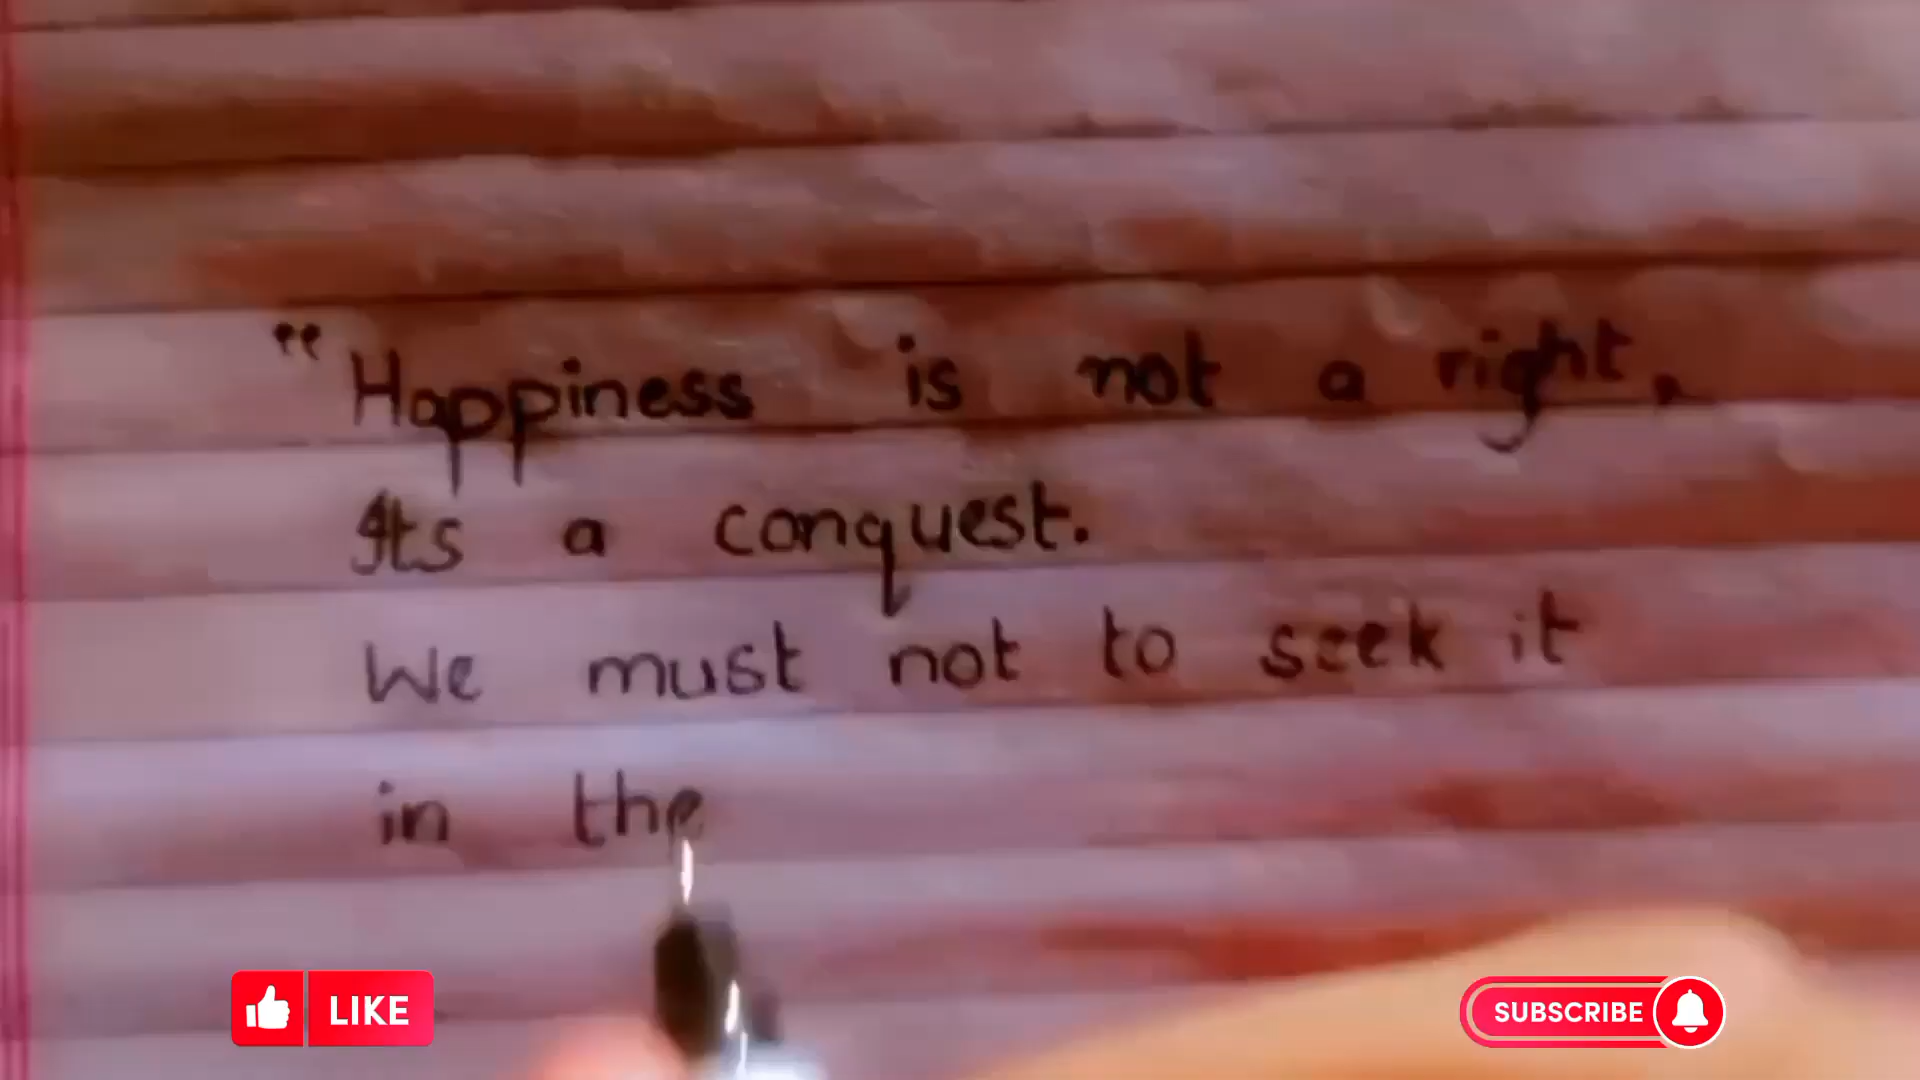 "Happiness is not a right,
Its a conquest.
We must not to seek it
in the
LIKE
SUBSCRIBE